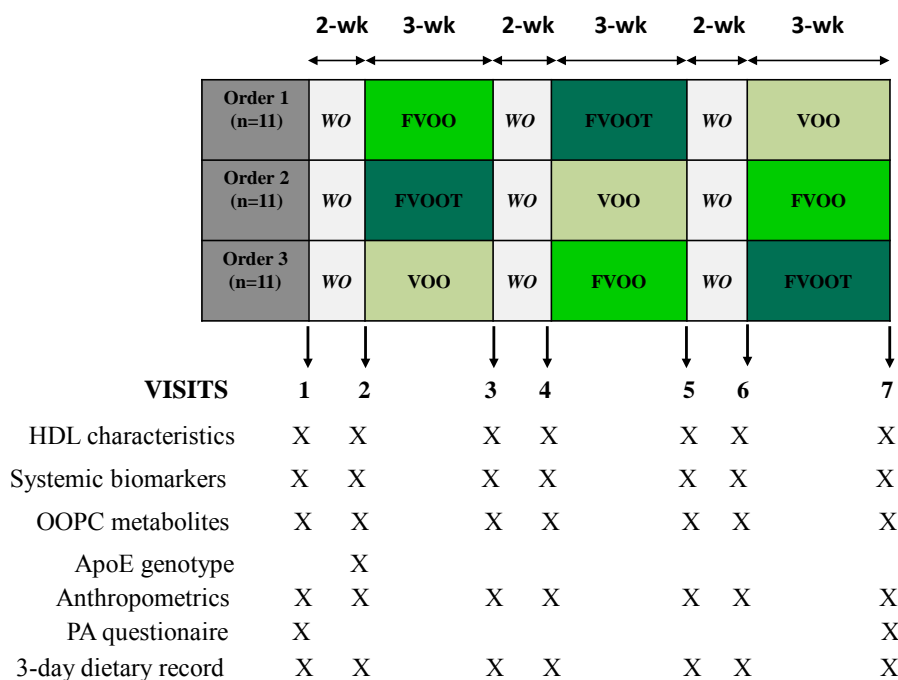 2-wk 3-wk 2-wk 3-wk 2-wk 3-wk
Order 1
(n=11) WO FVOO WO FVOOT WO VOO
Order 2
(n=11) WO FVOOT WO VOO WO FVOO
Order 3
(n=11) WO VOO WO FVOO WO FVOOT
VISITS 1 2 3 4 5 6 7
HDL characteristics X X X X X X X
Systemic biomarkers X X X X X X X
OOPC metabolites X X X X X X X
ApoE genotype X
Anthropometrics X X X X X X X
PA questionaire X X
3-day dietary record X X X X X X X